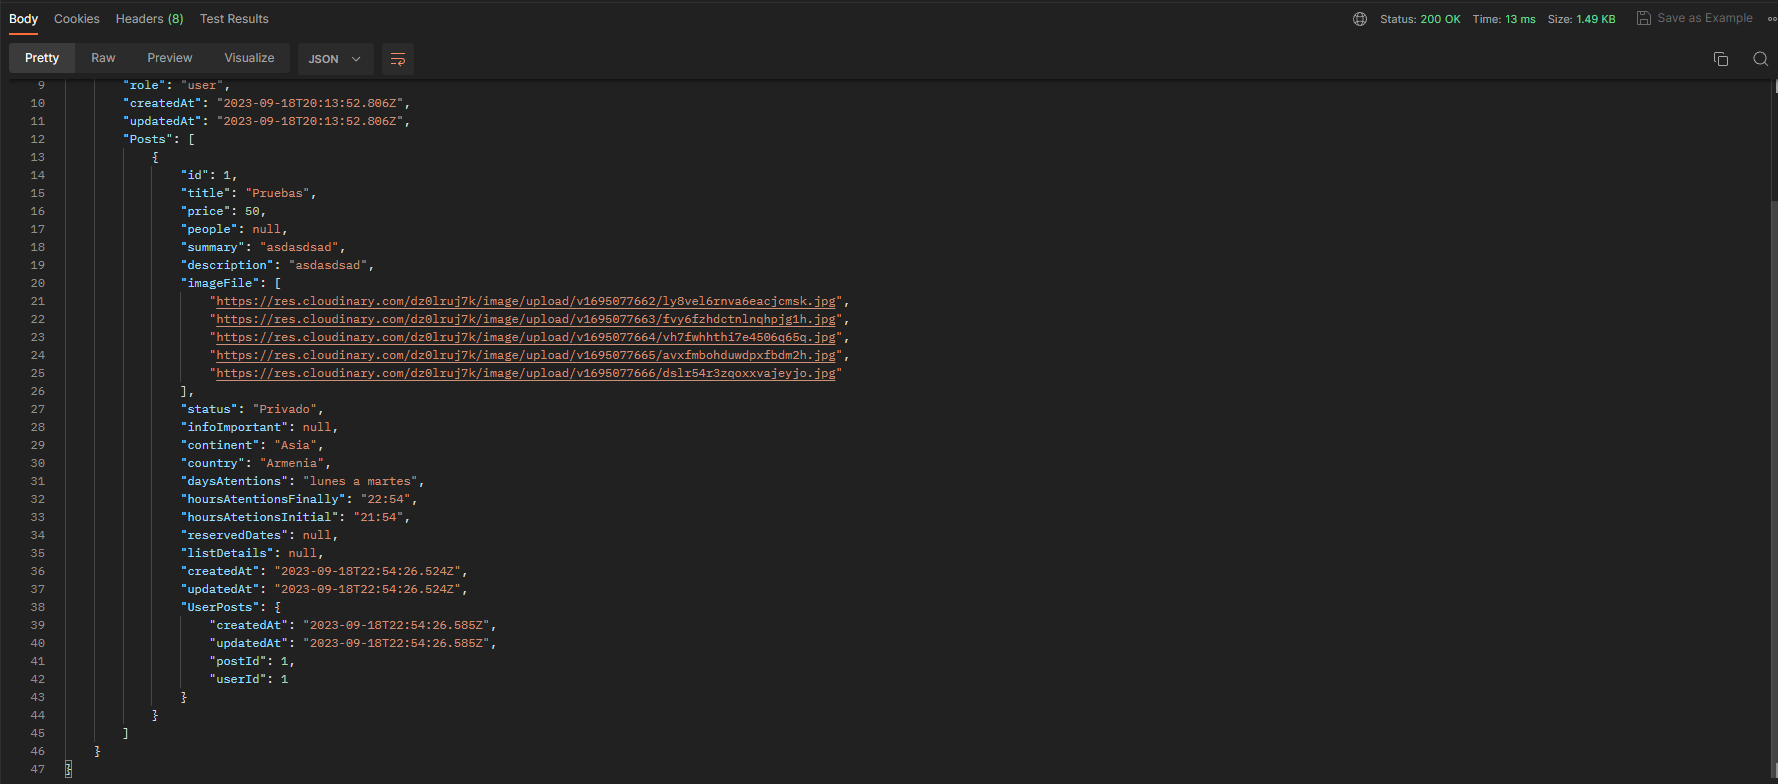 Body Cookies Headers (8) Test Results Status: 200 OK Time: 13 ms Size: 1.49 KB Save as Example
Pretty Raw Preview Visualize JSON
9 "role": "user",
10 "createdAt": "2023-09-18T20:13:52.806Z",
11 "updatedAt": "2023-09-18T20:13:52.806Z",
12 "Posts": [
13 {
14 "id": 1,
15 "title": "Pruebas",
16 "price": 50,
17 "people": null,
18 "summary": "asdasdsad",
19 "description": "asdasdsad",
20 "imageFile": [
21 "https://res.cloudinary.com/dz0lruj7k/image/upload/v1695077662/ly8vel6rnva6eacjcmsk.jpg",
22 "https://res.cloudinary.com/dz0lruj7k/image/upload/v1695077663/fvy6fzhdctnlnqhpjg1h.jpg",
23 "https://res.cloudinary.com/dz0lruj7k/image/upload/v1695077664/vh7fwhhthi7e4506q65q.jpg",
24 "https://res.cloudinary.com/dz0lruj7k/image/upload/v1695077665/avxfmbohduwdpxfbdm2h.jpg",
25 "https://res.cloudinary.com/dz0lruj7k/image/upload/v1695077666/dslr54r3zqoxxvajeyjo.jpg"
26 ],
27 "status": "Privado",
28 "infoImportant": null,
29 "continent": "Asia",
30 "country": "Armenia",
31 "daysAtentions": "lunes a martes",
32 "hoursAtentionsFinally": "22:54",
33 "hoursAtetionsInitial": "21:54",
34 "reservedDates": null,
35 "listDetails": null,
36 "createdAt": "2023-09-18T22:54:26.524Z",
37 "updatedAt": "2023-09-18T22:54:26.524Z",
38 "UserPosts": {
39 "createdAt": "2023-09-18T22:54:26.585Z",
40 "updatedAt": "2023-09-18T22:54:26.585Z",
41 "postId": 1,
42 "userId": 1
43 }
44 }
45 ]
46 }
47 }